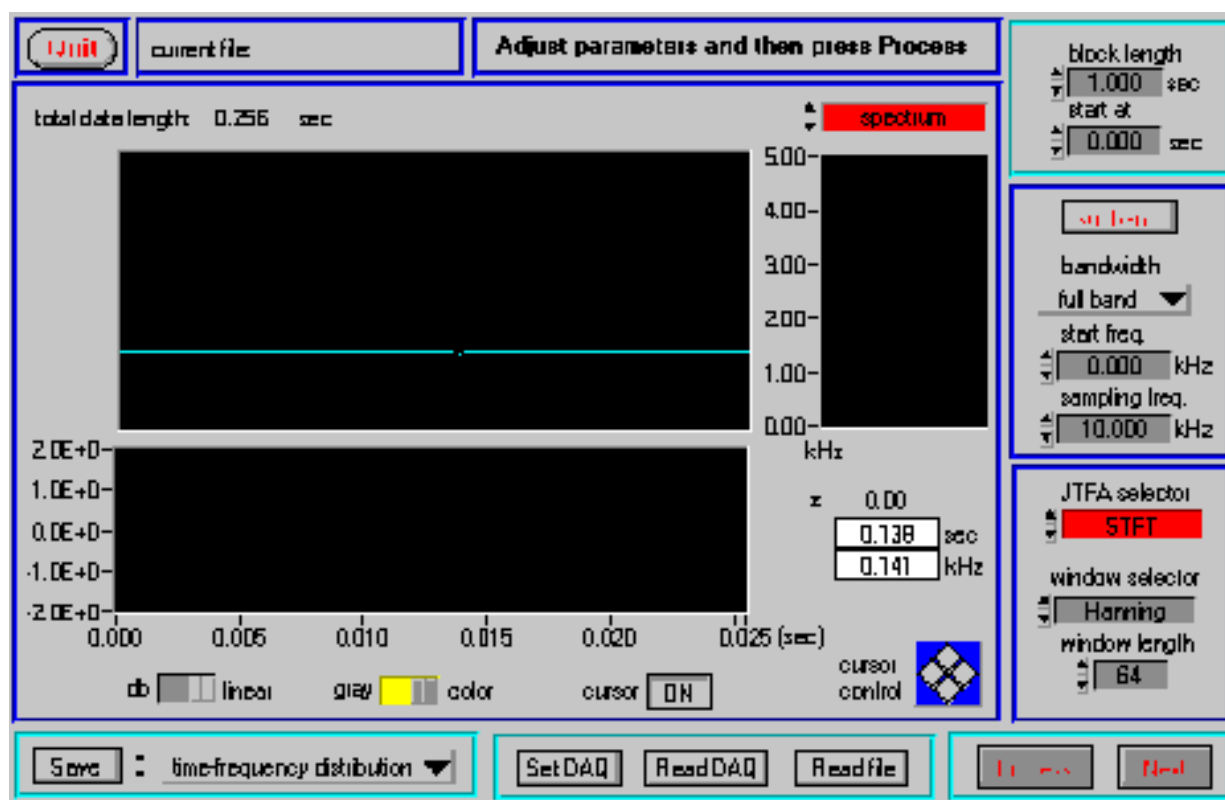 Quit
current file:
Adjust parameters and then press Process
block length
1.000 sec
start at
0.000 sec
total data length: 0.256 sec
spectrum
5.00
4.00
3.00
2.00
1.00
0.00
kHz
bandwidth
full band
start freq.
0.000 kHz
sampling freq.
10.000 kHz
2.0E+0
1.0E+0
0.0E+0
-1.0E+0
-2.0E+0
0.000 0.005 0.010 0.015 0.020 0.025 (sec)
z 0.00
0.138 sec
0.141 kHz
JTFA selector
STFT
window selector
Hanning
window length
64
db linear
gray color
cursor ON
cursor control
Save : time-frequency distribution
Set DAQ
Read DAQ
Read file
Process
Next